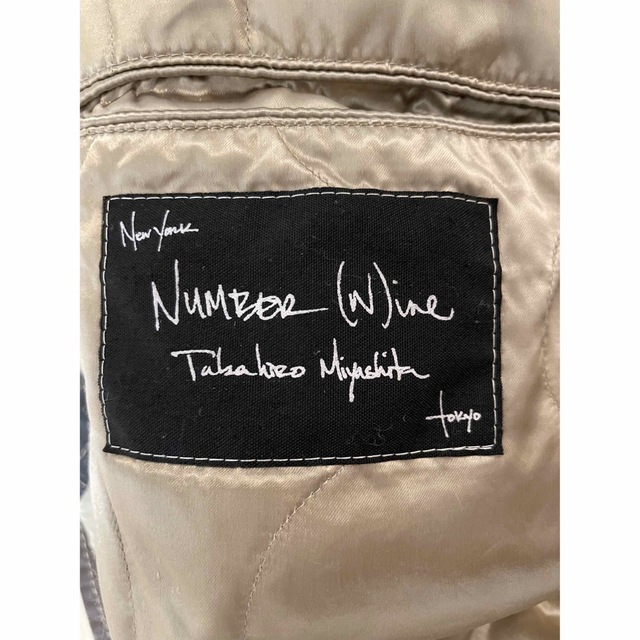 New York
NUMBER (N)ine
Takahiro Miyashita
tokyo